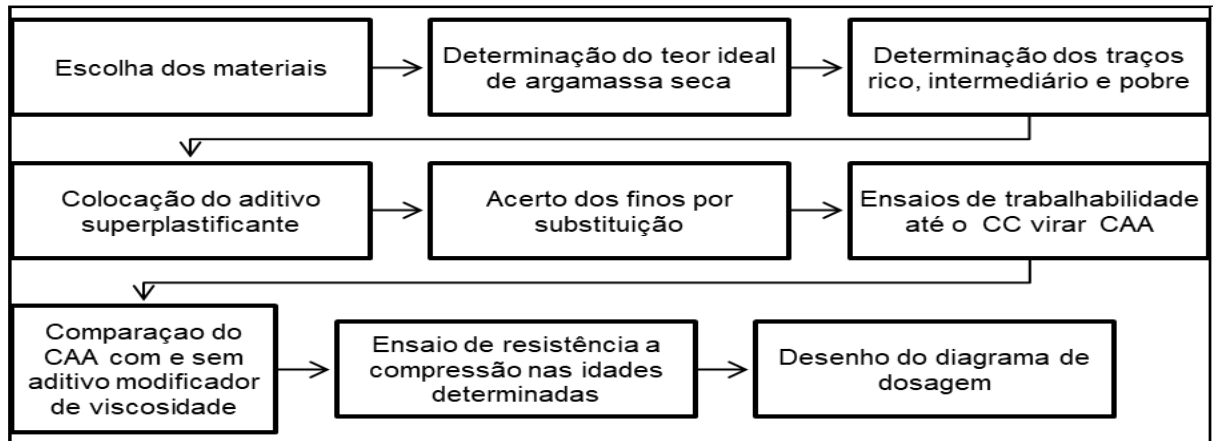 Escolha dos materiais
Determinação do teor ideal
de argamassa seca
Determinação dos traços
rico, intermediário e pobre
Colocação do aditivo
superplastificante
Acerto dos finos por
substituição
Ensaios de trabalhabilidade
até o CC virar CAA
Comparaçao do
CAA com e sem
aditivo modificador
de viscosidade
Ensaio de resistência a
compressão nas idades
determinadas
Desenho do diagrama de
dosagem